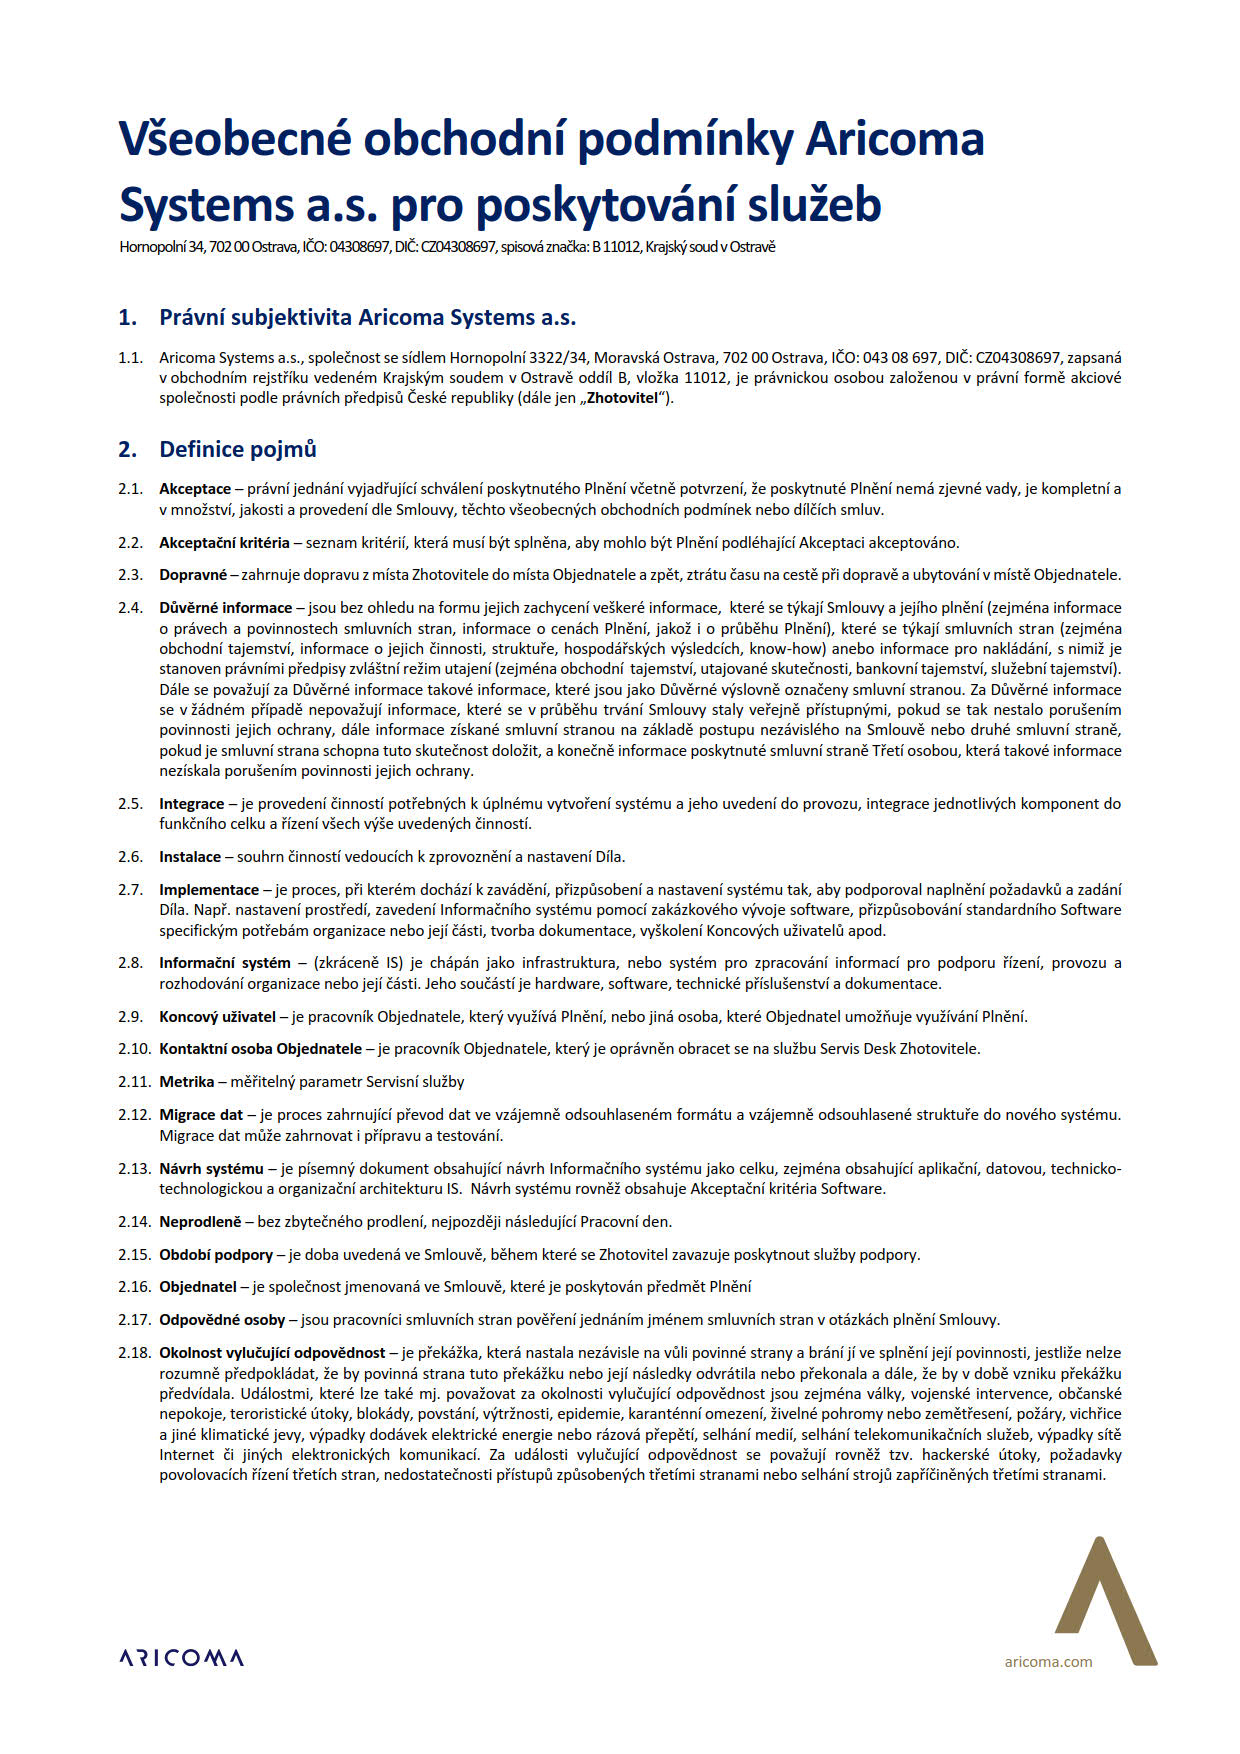 Všeobecné obchodní podmínky Aricoma
Systems a.s. pro poskytování služeb
Hornopolní 34, 702 00 Ostrava, IČO: 04308697, DIČ: CZ04308697, spisová značka: B 11012, Krajský soud v Ostravě
1. Právní subjektivita Aricoma Systems a.s.
1.1. Aricoma Systems a.s., společnost se sídlem Hornopolní 3322/34, Moravská Ostrava, 702 00 Ostrava, IČO: 043 08 697, DIČ: CZ04308697, zapsaná
v obchodním rejstříku vedeném Krajským soudem v Ostravě oddíl B, vložka 11012, je právnickou osobou založenou v právní formě akciové
společnosti podle právních předpisů České republiky (dále jen „Zhotovitel“).
2. Definice pojmů
2.1. Akceptace – právní jednání vyjadřující schválení poskytnutého Plnění včetně potvrzení, že poskytnuté Plnění nemá zjevné vady, je kompletní a
v množství, jakosti a provedení dle Smlouvy, těchto všeobecných obchodních podmínek nebo dílčích smluv.
2.2. Akceptační kritéria – seznam kritérií, která musí být splněna, aby mohlo být Plnění podléhající Akceptaci akceptováno.
2.3. Dopravné – zahrnuje dopravu z místa Zhotovitele do místa Objednatele a zpět, ztrátu času na cestě při dopravě a ubytování v místě Objednatele.
2.4. Důvěrné informace – jsou bez ohledu na formu jejich zachycení veškeré informace, které se týkají Smlouvy a jejího plnění (zejména informace
o právech a povinnostech smluvních stran, informace o cenách Plnění, jakož i o průběhu Plnění), které se týkají smluvních stran (zejména
obchodní tajemství, informace o jejich činnosti, struktuře, hospodářských výsledcích, know-how) anebo informace pro nakládání, s nimiž je
stanoven právními předpisy zvláštní režim utajení (zejména obchodní tajemství, utajované skutečnosti, bankovní tajemství, služební tajemství).
Dále se považují za Důvěrné informace takové informace, které jsou jako Důvěrné výslovně označeny smluvní stranou. Za Důvěrné informace
se v žádném případě nepovažují informace, které se v průběhu trvání Smlouvy staly veřejně přístupnými, pokud se tak nestalo porušením
povinnosti jejich ochrany, dále informace získané smluvní stranou na základě postupu nezávislého na Smlouvě nebo druhé smluvní straně,
pokud je smluvní strana schopna tuto skutečnost doložit, a konečně informace poskytnuté smluvní straně Třetí osobou, která takové informace
nezískala porušením povinnosti jejich ochrany.
2.5. Integrace – je provedení činností potřebných k úplnému vytvoření systému a jeho uvedení do provozu, integrace jednotlivých komponent do
funkčního celku a řízení všech výše uvedených činností.
2.6. Instalace – souhrn činností vedoucích k zprovoznění a nastavení Díla.
2.7. Implementace – je proces, při kterém dochází k zavádění, přizpůsobení a nastavení systému tak, aby podporoval naplnění požadavků a zadání
Díla. Např. nastavení prostředí, zavedení Informačního systému pomocí zakázkového vývoje software, přizpůsobování standardního Software
specifickým potřebám organizace nebo její části, tvorba dokumentace, vyškolení Koncových uživatelů apod.
2.8. Informační systém – (zkráceně IS) je chápán jako infrastruktura, nebo systém pro zpracování informací pro podporu řízení, provozu a
rozhodování organizace nebo její části. Jeho součástí je hardware, software, technické příslušenství a dokumentace.
2.9. Koncový uživatel – je pracovník Objednatele, který využívá Plnění, nebo jiná osoba, které Objednatel umožňuje využívání Plnění.
2.10. Kontaktní osoba Objednatele – je pracovník Objednatele, který je oprávněn obracet se na službu Servis Desk Zhotovitele.
2.11. Metrika – měřitelný parametr Servisní služby
2.12. Migrace dat – je proces zahrnující převod dat ve vzájemně odsouhlaseném formátu a vzájemně odsouhlasené struktuře do nového systému.
Migrace dat může zahrnovat i přípravu a testování.
2.13. Návrh systému – je písemný dokument obsahující návrh Informačního systému jako celku, zejména obsahující aplikační, datovou, technicko-
technologickou a organizační architekturu IS. Návrh systému rovněž obsahuje Akceptační kritéria Software.
2.14. Neprodleně – bez zbytečného prodlení, nejpozději následující Pracovní den.
2.15. Období podpory – je doba uvedená ve Smlouvě, během které se Zhotovitel zavazuje poskytnout služby podpory.
2.16. Objednatel – je společnost jmenovaná ve Smlouvě, které je poskytován předmět Plnění
2.17. Odpovědné osoby – jsou pracovníci smluvních stran pověření jednáním jménem smluvních stran v otázkách plnění Smlouvy.
2.18. Okolnost vylučující odpovědnost – je překážka, která nastala nezávisle na vůli povinné strany a brání jí ve splnění její povinnosti, jestliže nelze
rozumně předpokládat, že by povinná strana tuto překážku nebo její následky odvrátila nebo překonala a dále, že by v době vzniku překážku
předvídala. Událostmi, které lze také mj. považovat za okolnosti vylučující odpovědnost jsou zejména války, vojenské intervence, občanské
nepokoje, teroristické útoky, blokády, povstání, výtržnosti, epidemie, karanténní omezení, živelné pohromy nebo zemětřesení, požáry, vichřice
a jiné klimatické jevy, výpadky dodávek elektrické energie nebo rázová přepětí, selhání medií, selhání telekomunikačních služeb, výpadky sítě
Internet či jiných elektronických komunikací. Za události vylučující odpovědnost se považují rovněž tzv. hackerské útoky, požadavky
povolovacích řízení třetích stran, nedostatečnosti přístupů způsobených třetími stranami nebo selhání strojů zapříčiněných třetími stranami.
ARICOMA
aricoma.com